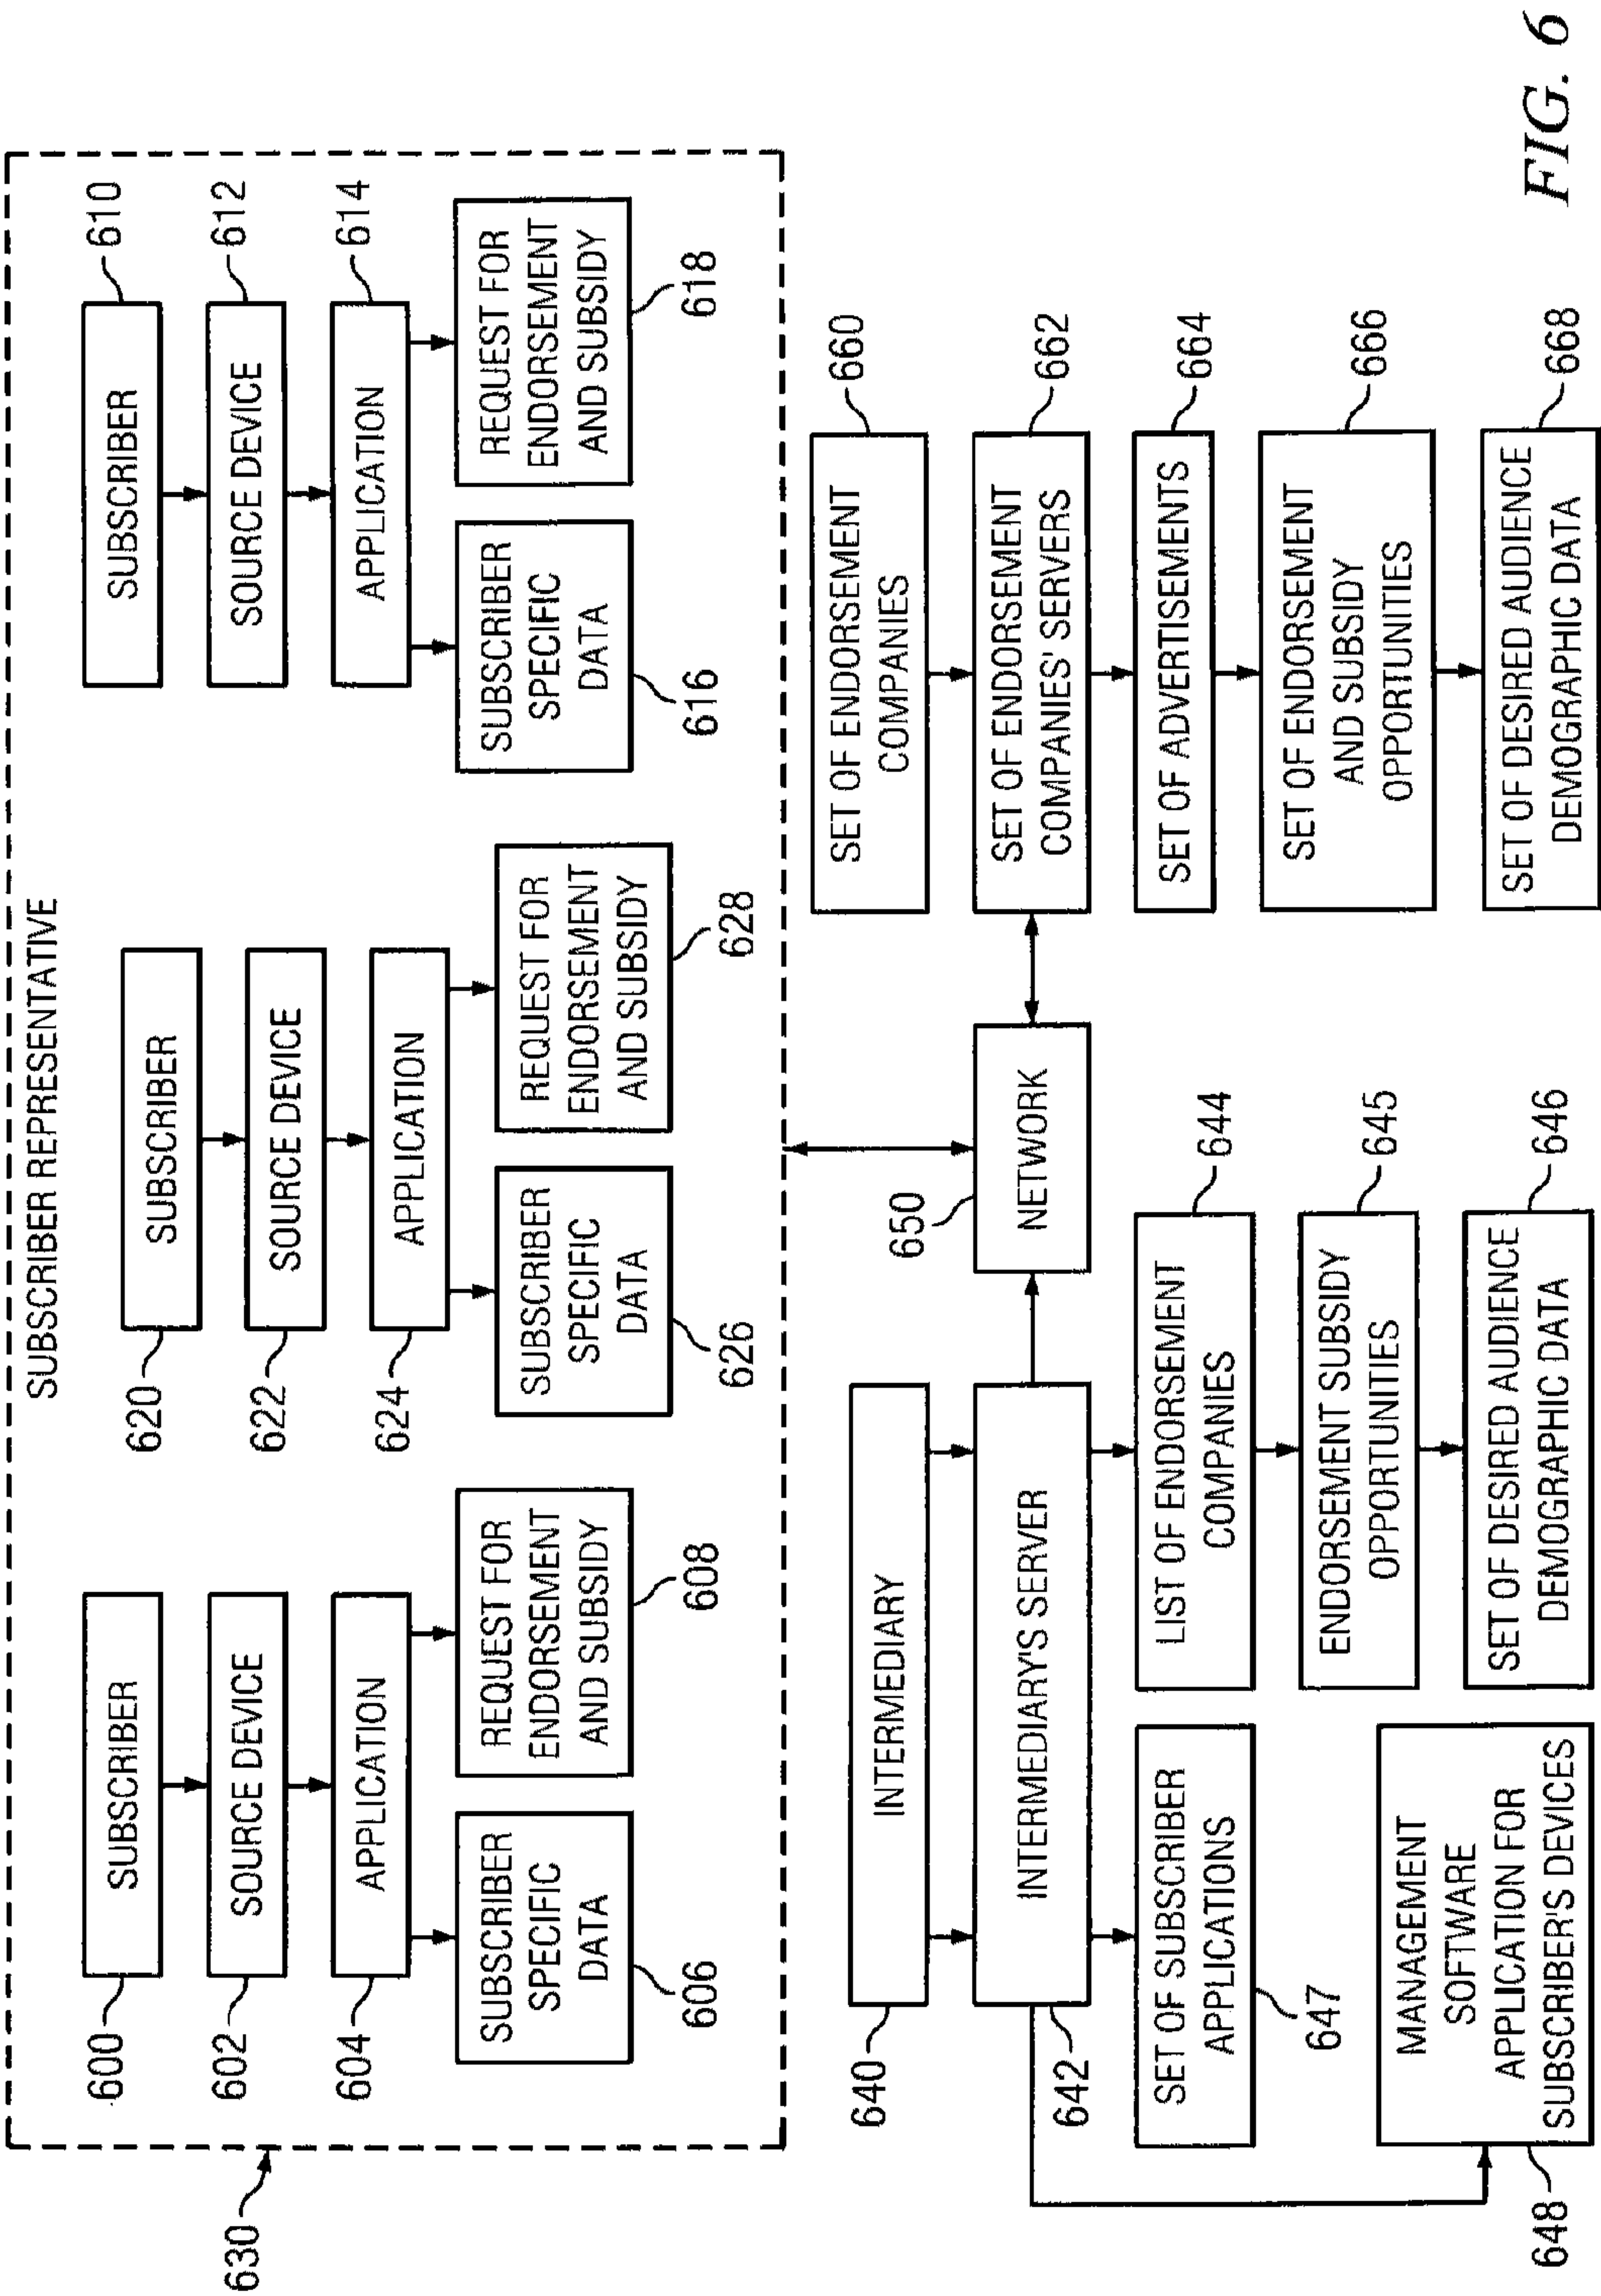 SUBSCRIBER REPRESENTATIVE
630
600
SUBSCRIBER
602
SOURCE DEVICE
604
APPLICATION
SUBSCRIBER
SPECIFIC
DATA
606
REQUEST FOR
ENDORSEMENT
AND SUBSIDY
608
620
SUBSCRIBER
622
SOURCE DEVICE
624
APPLICATION
SUBSCRIBER
SPECIFIC
DATA
626
REQUEST FOR
ENDORSEMENT
AND SUBSIDY
628
SUBSCRIBER
610
SOURCE DEVICE
612
APPLICATION
614
SUBSCRIBER
SPECIFIC
DATA
616
REQUEST FOR
ENDORSEMENT
AND SUBSIDY
618
640
INTERMEDIARY
642
INTERMEDIARY'S SERVER
SET OF SUBSCRIBER
APPLICATIONS
647
MANAGEMENT
SOFTWARE
APPLICATION FOR
SUBSCRIBER'S DEVICES
648
LIST OF ENDORSEMENT
COMPANIES
644
ENDORSEMENT SUBSIDY
OPPORTUNITIES
645
SET OF DESIRED AUDIENCE
DEMOGRAPHIC DATA
646
650
NETWORK
SET OF ENDORSEMENT
COMPANIES
660
SET OF ENDORSEMENT
COMPANIES' SERVERS
662
SET OF ADVERTISEMENTS
664
SET OF ENDORSEMENT
AND SUBSIDY
OPPORTUNITIES
666
SET OF DESIRED AUDIENCE
DEMOGRAPHIC DATA
668
FIG. 6